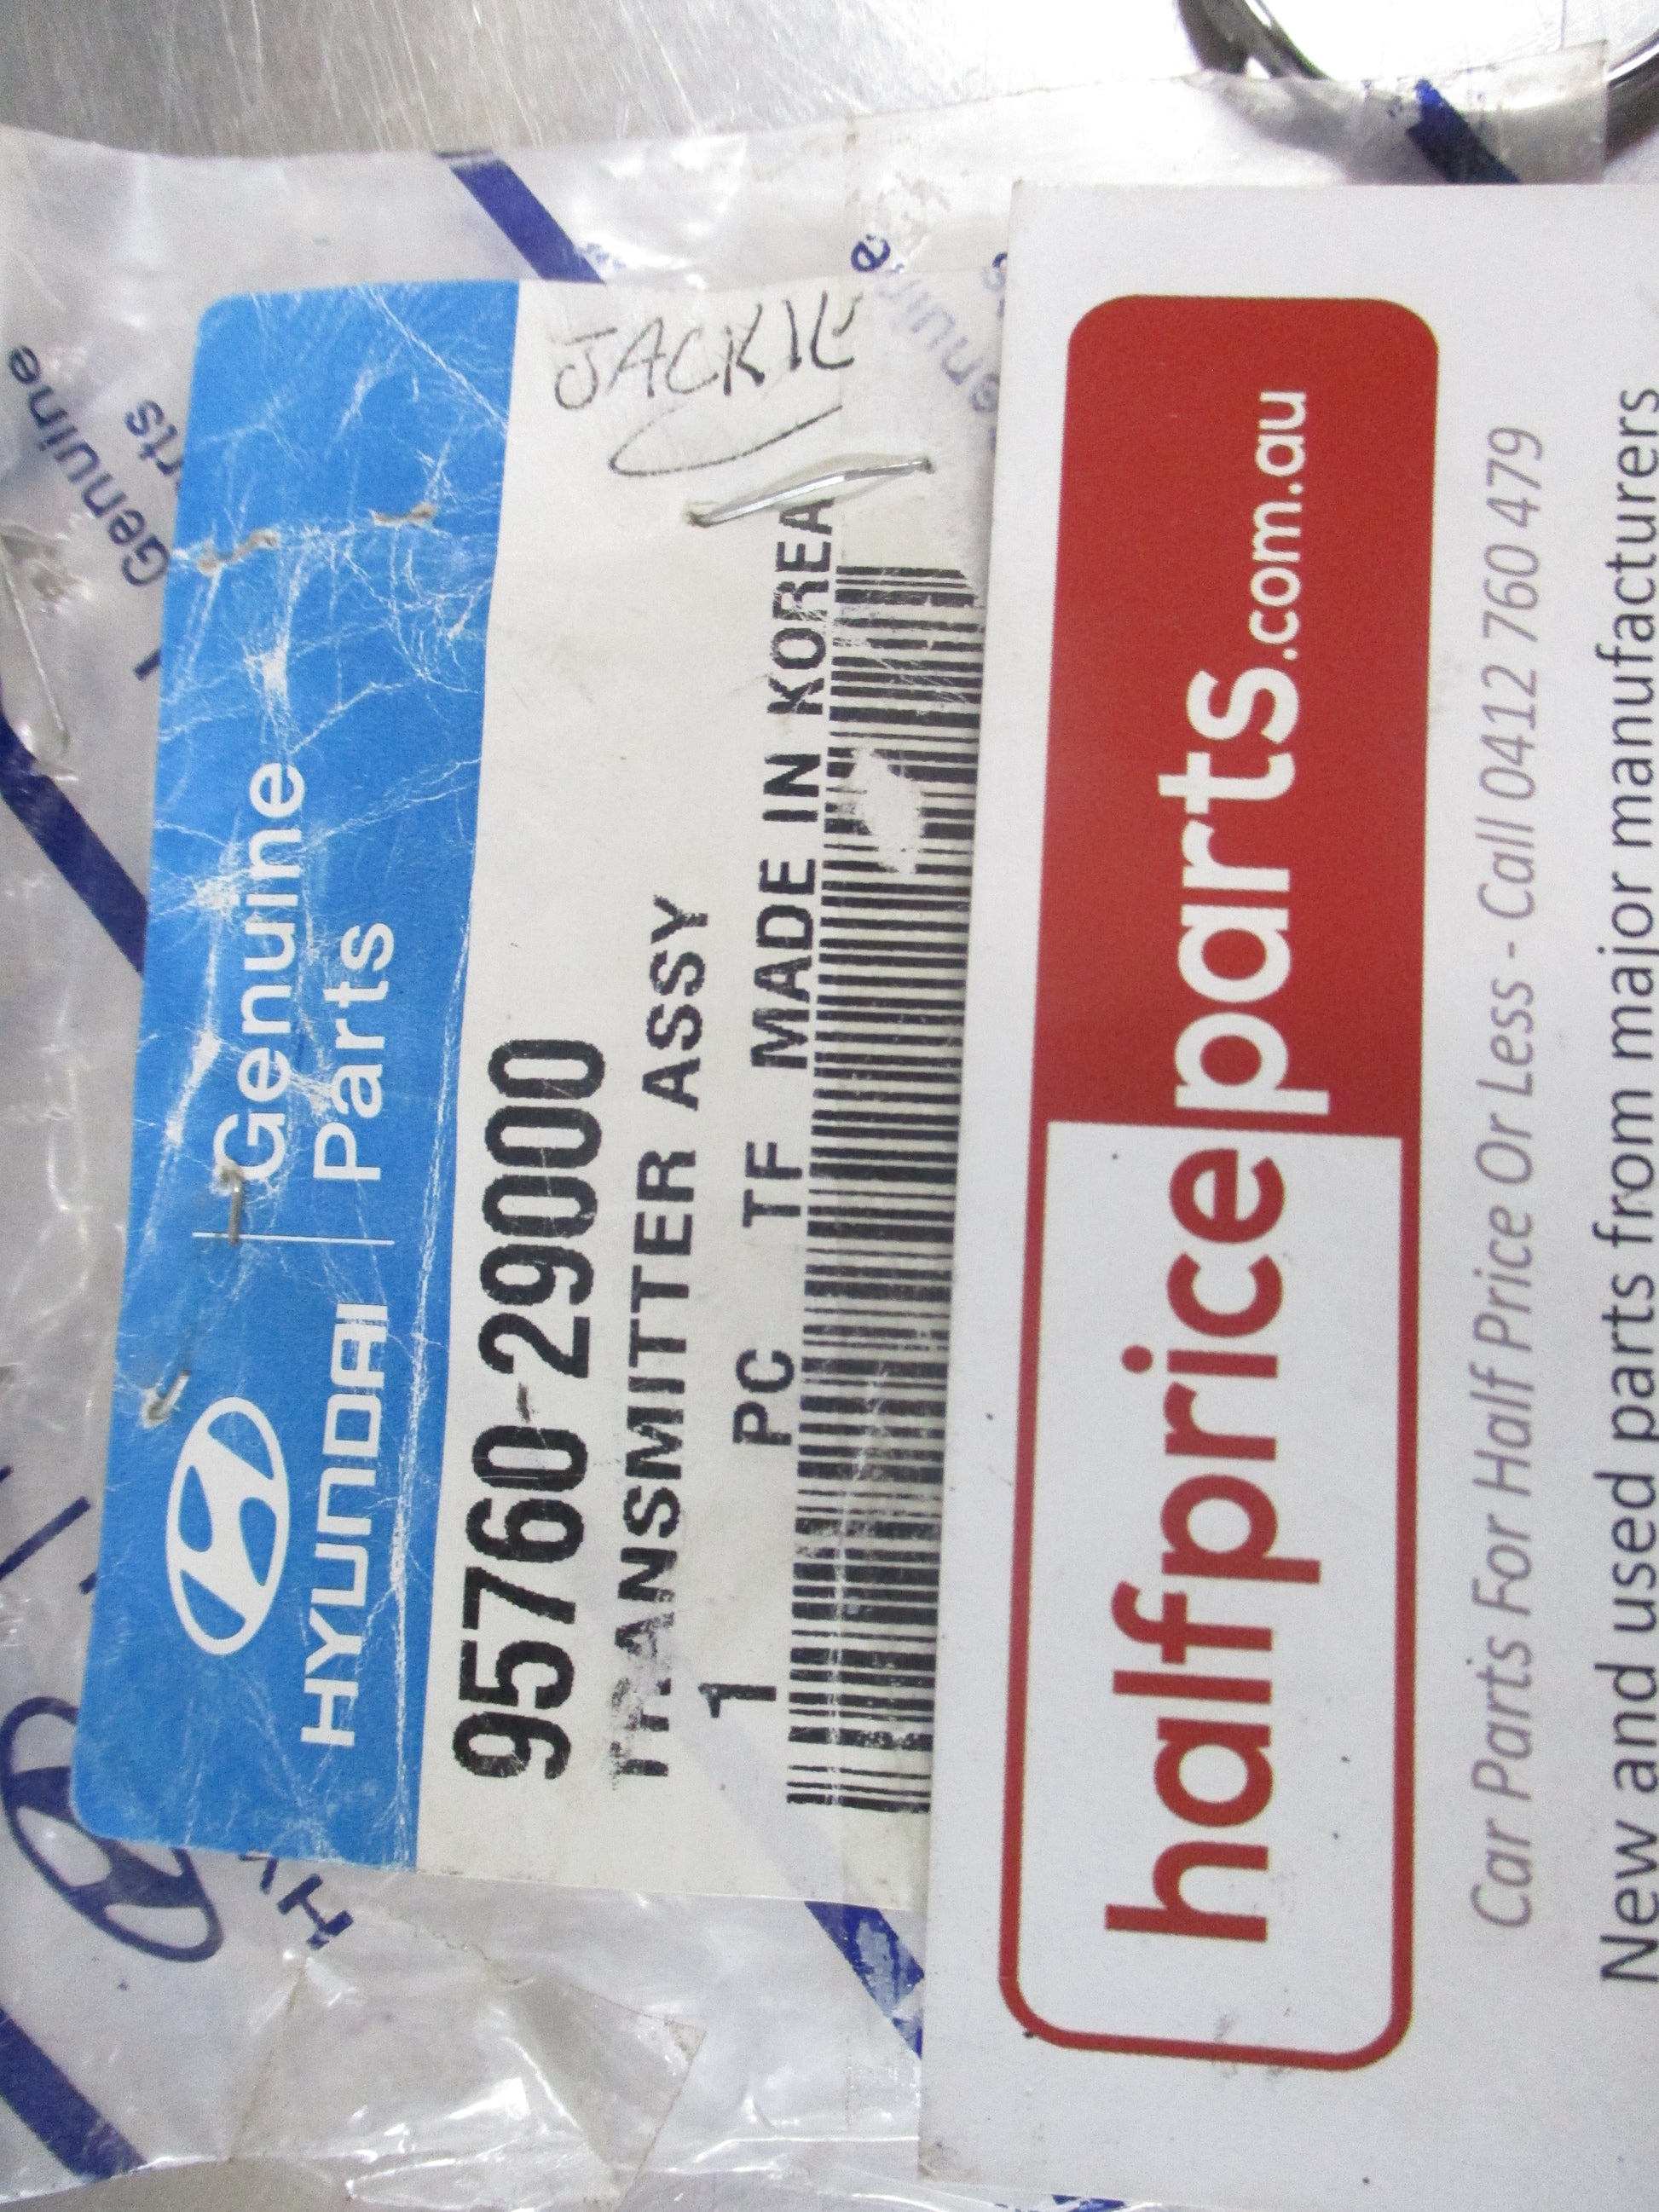 HYUNDAI
Genuine
Parts
95760-29000
TRANSMITTER ASSY
1 PC TF MADE IN KOREA
JACKIE
halfpriceparts.com.au
Car Parts For Half Price Or Less - Call 0412 760 479
New and used parts from major manufacturers
Genuine
Genuine